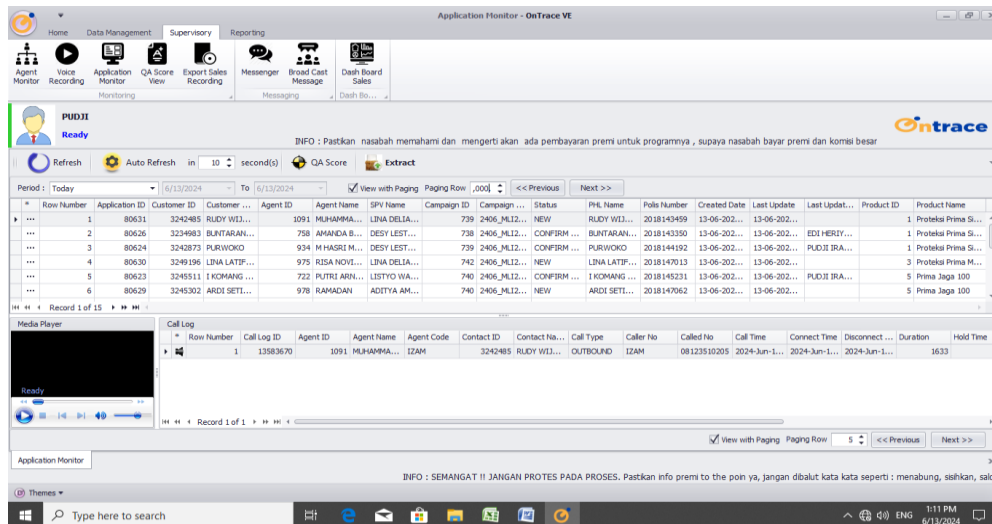 Application Monitor - OnTrace VE
Home Data Management Supervisory Reporting
Agent Monitor Voice Recording Application Monitor QA Score View Export Sales Recording Messenger Broad Cast Message Dash Board Sales
Monitoring Messaging Dash Bo...
PUDJI
Ready
INFO : Pastikan nasabah memahami dan mengerti akan ada pembayaran premi untuk programnya , supaya nasabah bayar premi dan komisi besar
Ontrace
Refresh Auto Refresh in 10 second(s) QA Score Extract
Period : Today 6/13/2024 To 6/13/2024 View with Paging Paging Row ,000 << Previous Next >>
* Row Number Application ID Customer ID Customer ... Agent ID Agent Name SPV Name Campaign ID Campaign ... Status PHL Name Polis Number Created Date Last Update Last Updat... Product ID Product Name
... 1 80631 3242485 RUDY WIJ... 1091 MUHAMMA... LINA DELIA... 739 2406_MLI2... NEW RUDY WIJ... 2018143459 13-06-202... 13-06-202... 1 Proteksi Prima Si...
... 2 80626 3234983 BUNTARAN... 758 AMANDA B... DESY LEST... 738 2406_MLI2... CONFIRM ... BUNTARAN... 2018143350 13-06-202... 13-06-202... EDI HERIY... 1 Proteksi Prima Si...
... 3 80624 3242873 PURWOKO 934 M HASRI M... DESY LEST... 739 2406_MLI2... CONFIRM ... PURWOKO 2018144192 13-06-202... 13-06-202... PUDJI IRA... 1 Proteksi Prima Si...
... 4 80630 3249196 LINA LATIF... 975 RISA NOVI... LINA DELIA... 742 2406_MLI2... NEW LINA LATIF... 2018147013 13-06-202... 13-06-202... 3 Proteksi Prima M...
... 5 80623 3245511 I KOMANG ... 722 PUTRI ARN... LISTYO WA... 740 2406_MLI2... CONFIRM ... I KOMANG ... 2018145231 13-06-202... 13-06-202... PUDJI IRA... 5 Prima Jaga 100
... 6 80629 3245302 ARDI SETI... 978 RAMADAN ADITYA AM... 740 2406_MLI2... NEW ARDI SETI... 2018147062 13-06-202... 13-06-202... 5 Prima Jaga 100
Record 1 of 15
Media Player Call Log
* Row Number Call Log ID Agent ID Agent Name Agent Code Contact ID Contact Na... Call Type Caller No Called No Call Time Connect Time Disconnect ... Duration Hold Time
1 13583670 1091 MUHAMMA... IZAM 3242485 RUDY WIJ... OUTBOUND IZAM 08123510205 2024-Jun-1... 2024-Jun-1... 2024-Jun-1... 1633
Ready
Record 1 of 1
View with Paging Paging Row 5 << Previous Next >>
Application Monitor
INFO : SEMANGAT !! JANGAN PROTES PADA PROSES. Pastikan info premi to the poin ya, jangan dibalut kata kata seperti : menabung, sisihkan, sald
Themes
Type here to search
ENG 1:11 PM
6/13/2024